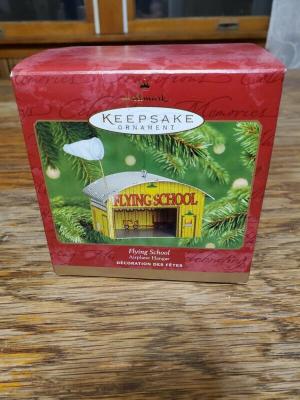 Hallmark
KEEPSAKE
ORNAMENT
FLYING SCHOOL
Flying School
Airplane Hangar
DÉCORATION DES FÊTES